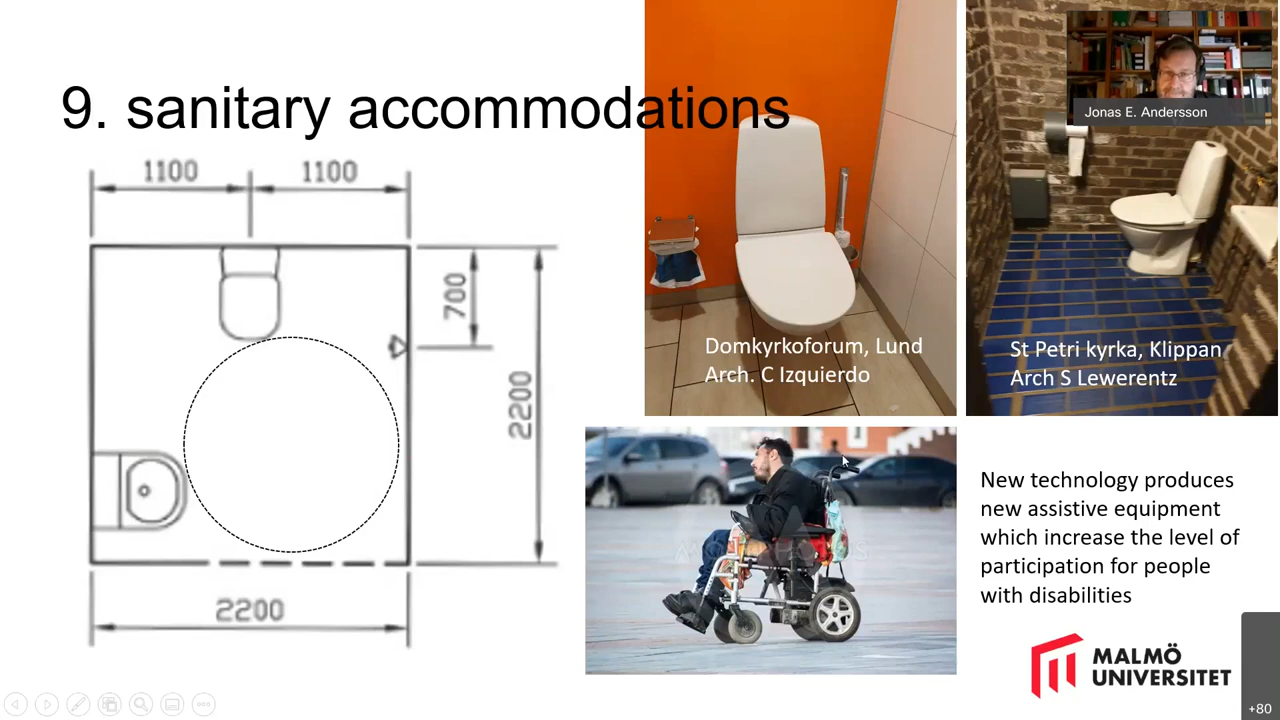 9. sanitary accommodations
1100
1100
700
2200
2200
Domkyrkoforum, Lund
Arch. C Izquierdo
St Petri kyrka, Klippan
Arch S Lewerentz
Jonas E. Andersson
New technology produces
new assistive equipment
which increase the level of
participation for people
with disabilities
MALMÖ
UNIVERSITET
+80